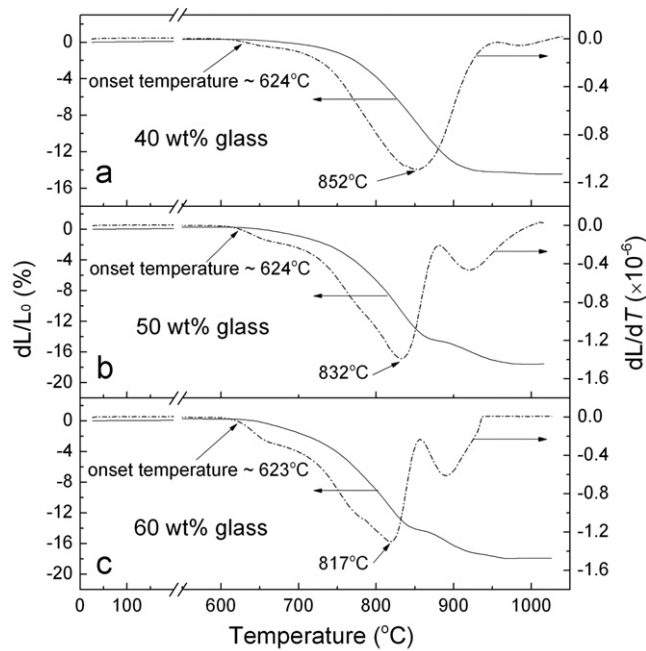 0
-4
-8
-12
-16
0.0
-0.4
-0.8
-1.2
onset temperature ~ 624°C
40 wt% glass
a
852°C
0
-4
-8
-12
-16
-20
0.0
-0.4
-0.8
-1.2
-1.6
onset temperature ~ 624°C
50 wt% glass
b
832°C
dL/L₀ (%)
dL/dT (×10⁻⁶)
0
-4
-8
-12
-16
-20
0.0
-0.4
-0.8
-1.2
-1.6
onset temperature ~ 623°C
60 wt% glass
c
817°C
0 100 600 700 800 900 1000
Temperature (°C)